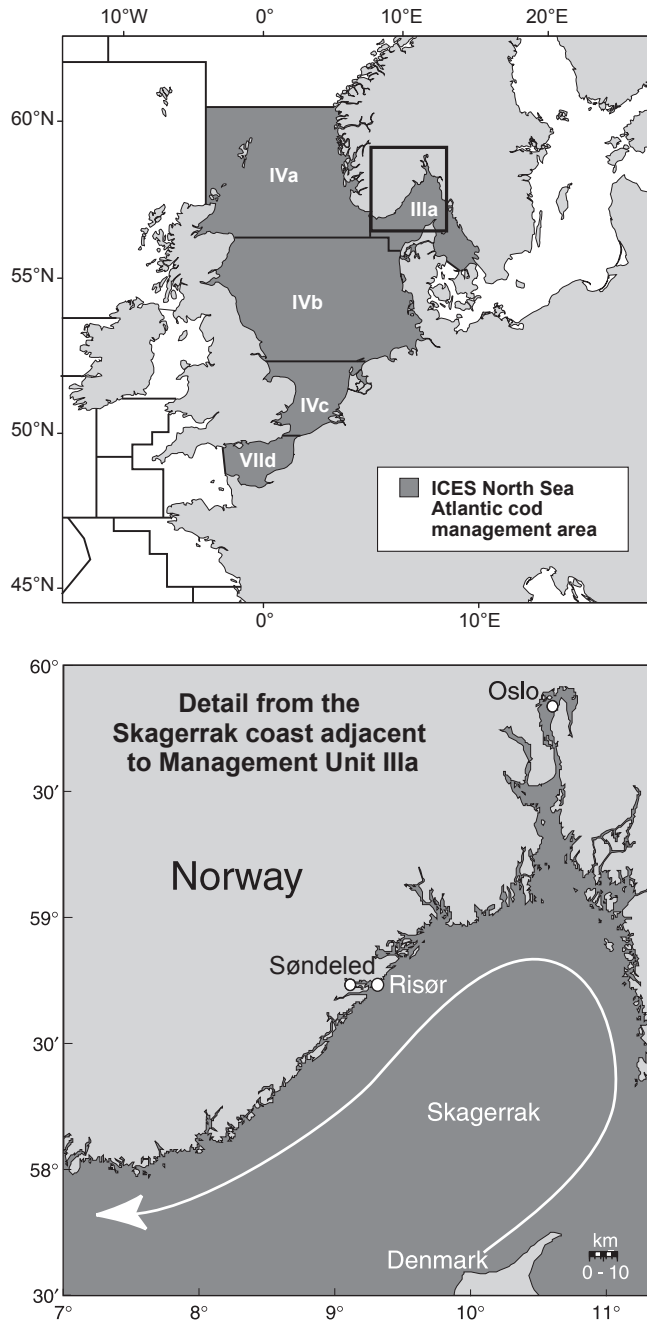 10°W 0° 10°E 20°E
60°N
IVa
IIIa
55°N
IVb
IVc
50°N
VIId
ICES North Sea
Atlantic cod
management area
45°N
0° 10°E
60°
Detail from the
Skagerrak coast adjacent
to Management Unit IIIa
Oslo
30′
Norway
59°
Søndeled
Risør
30′
Skagerrak
58°
Denmark
km
0 - 10
30′
7° 8° 9° 10° 11°